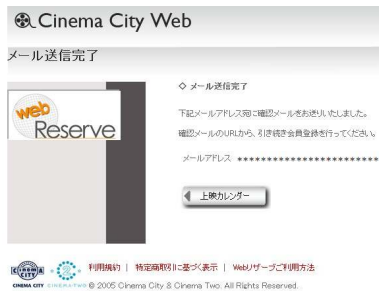 Cinema City Web
メール送信完了
◇ メール送信完了
web
Reserve
下記メールアドレス宛に確認メールをお送りいたしました。
確認メールのURLから、引き続き会員登録を行ってください。
メールアドレス ************************
上映カレンダー
CINEMA CITY
利用規約 | 特定商取引に基づく表示 | Webリザーブご利用方法
CINEMA CITY CINEMA TWO © 2005 Cinema City & Cinema Two. All Rights Reserved.